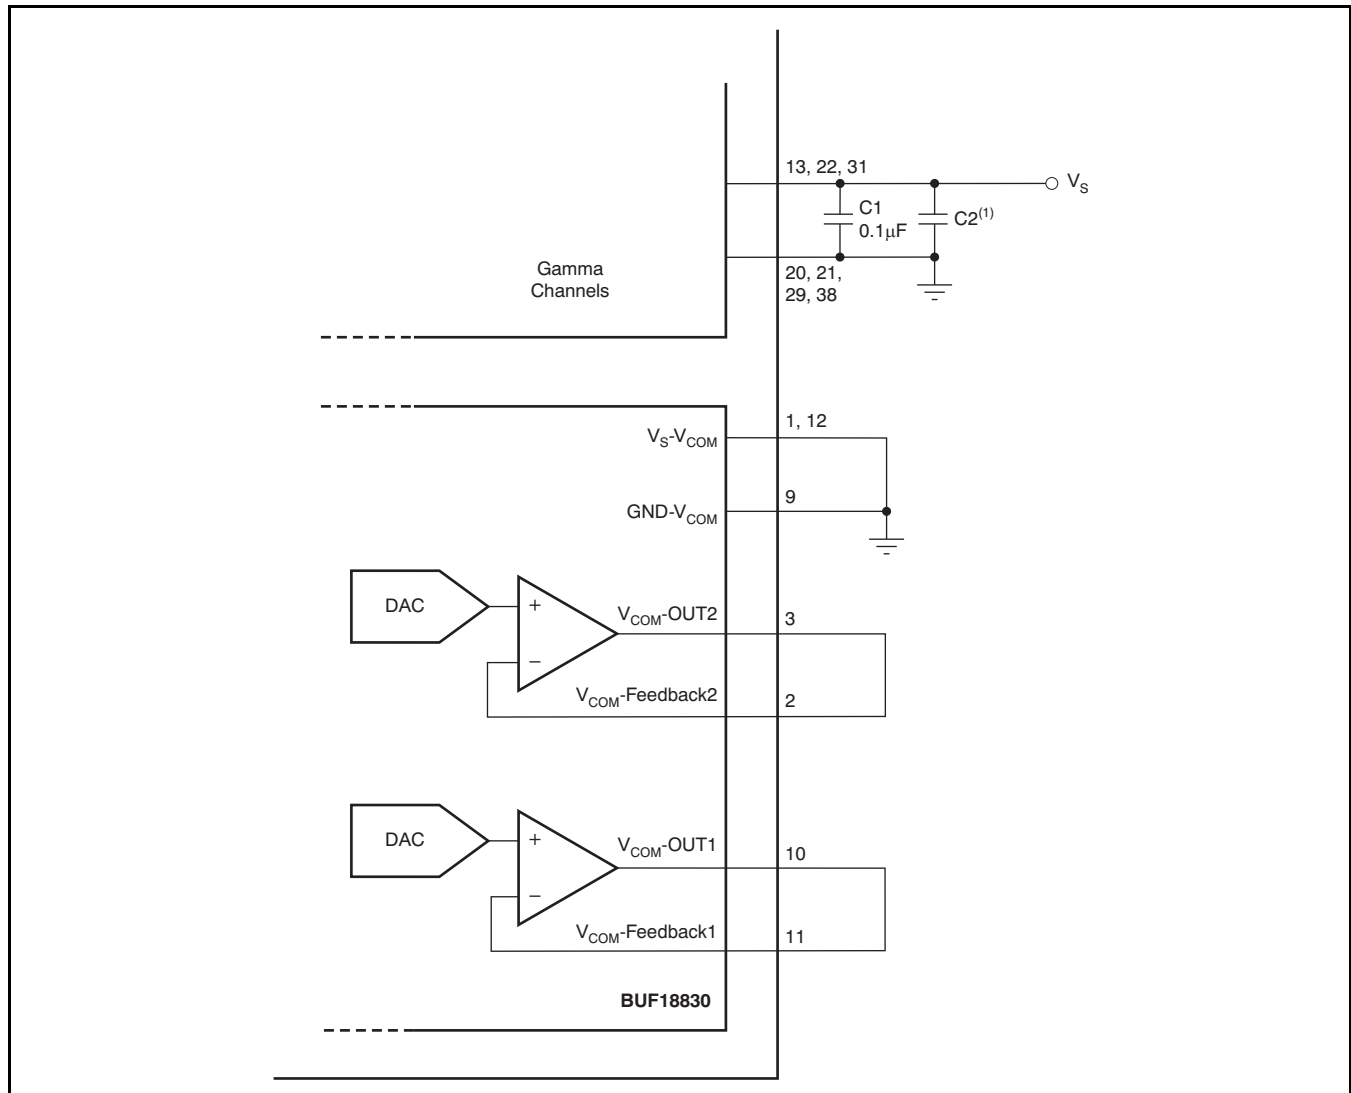 13, 22, 31
V_S
C1
0.1μF
C2^(1)
Gamma
Channels
20, 21,
29, 38
1, 12
V_S-V_COM
9
GND-V_COM
DAC
+
−
V_COM-OUT2
3
V_COM-Feedback2
2
DAC
+
−
V_COM-OUT1
10
V_COM-Feedback1
11
BUF18830